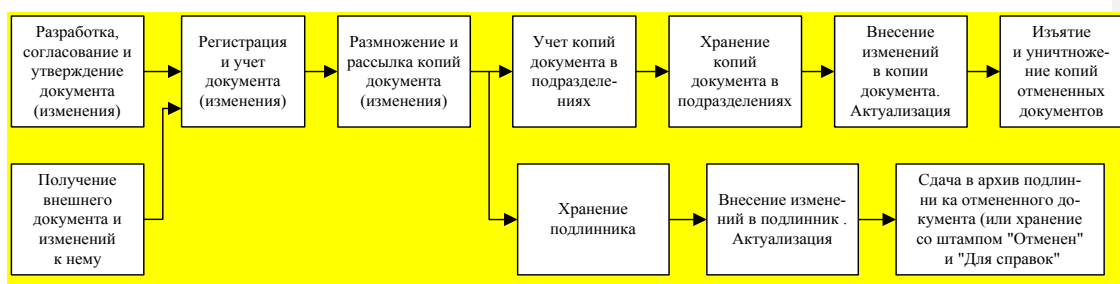 Разработка,
согласование и
утверждение
документа
(изменения)
Регистрация
и учет
документа
(изменения)
Размножение и
рассылка копий
документа
(изменения)
Учет копий
документа в
подразделе-
ниях
Хранение
копий
документа в
подразделениях
Внесение
изменений
в копии
документа.
Актуализация
Изъятие
и уничтноже-
ние копий
отмененных
документов
Получение
внешнего
документа и
изменений
к нему
Хранение
подлинника
Внесение измене-
ний в подлинник .
Актуализация
Сдача в архив подлин-
ни ка отмененного до-
кумента (или хранение
со штампом "Отменен"
и "Для справок"